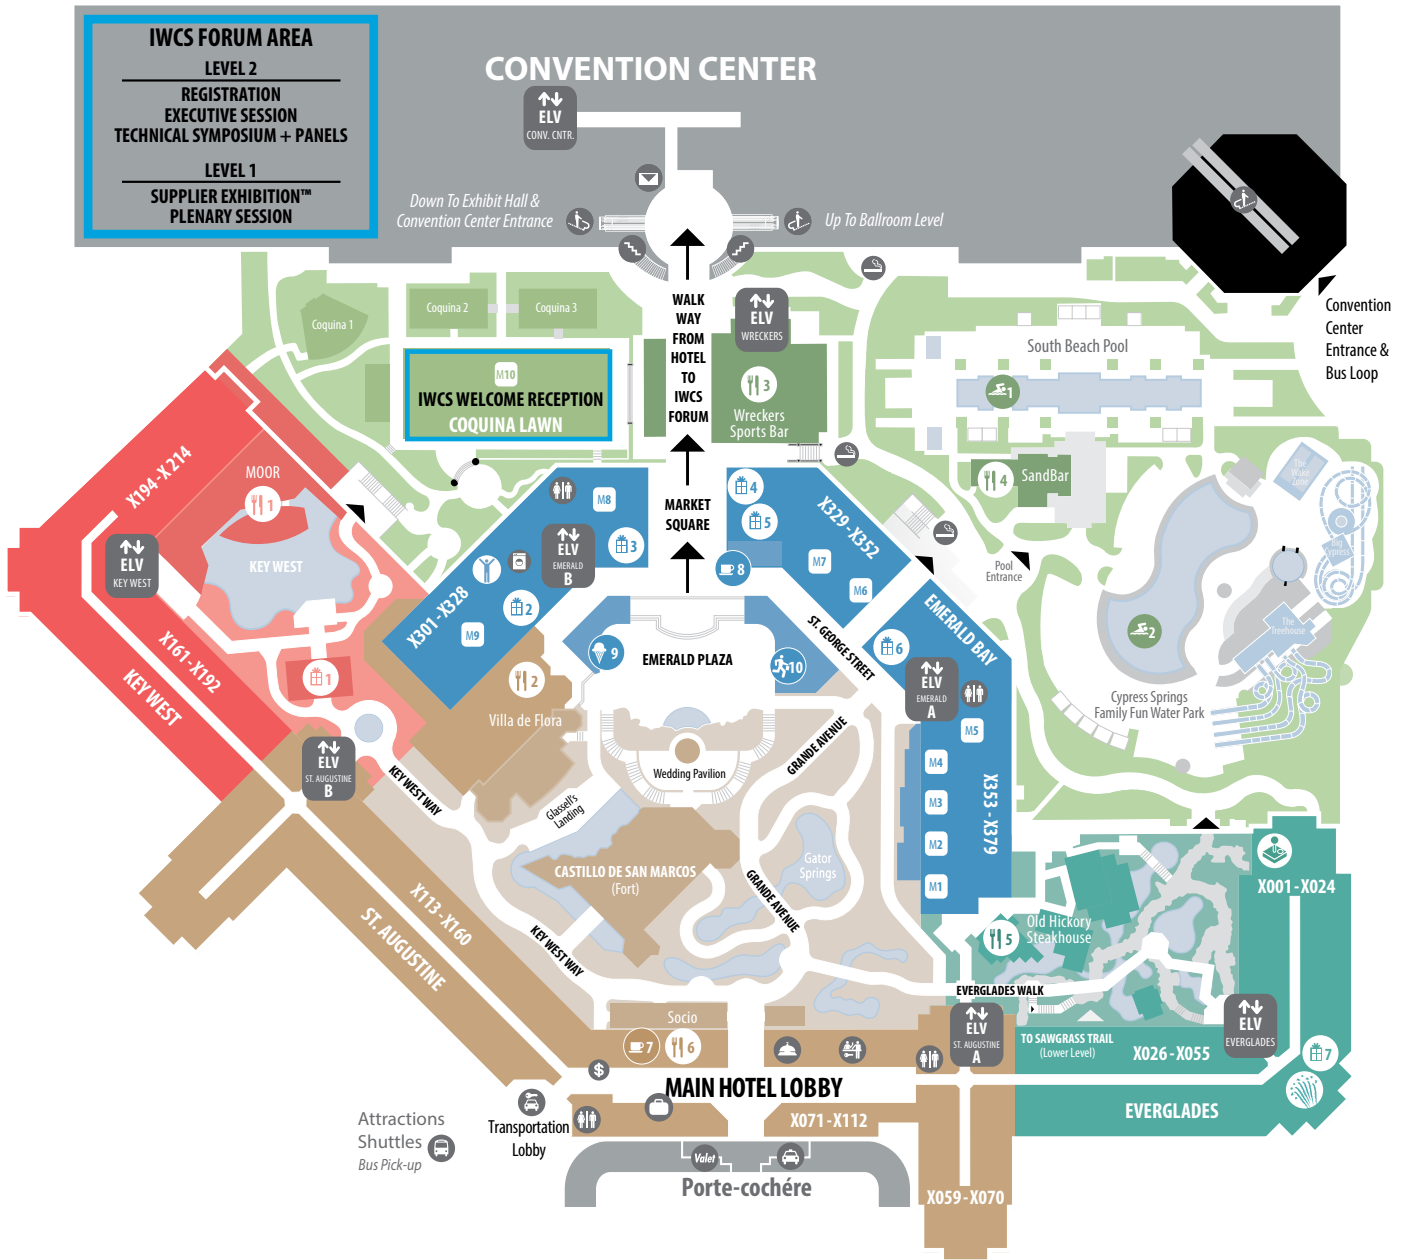 IWCS FORUM AREA
LEVEL 2
REGISTRATION
EXECUTIVE SESSION
TECHNICAL SYMPOSIUM + PANELS
LEVEL 1
SUPPLIER EXHIBITION™
PLENARY SESSION
CONVENTION CENTER
ELV
CONV. CNTR.
Down To Exhibit Hall &
Convention Center Entrance
Up To Ballroom Level
WALK
WAY
FROM
HOTEL
TO
IWCS
FORUM
ELV
WRECKERS
3
Wreckers
Sports Bar
Convention
Center
Entrance &
Bus Loop
Coquina 1
Coquina 2
Coquina 3
M10
IWCS WELCOME RECEPTION
COQUINA LAWN
South Beach Pool
1
4
SandBar
The
Wake
Zone
Big
Cypress
The
Treehouse
2
Cypress Springs
Family Fun Water Park
Pool
Entrance
X194 - X214
MOOR
1
KEY WEST
ELV
KEY WEST
X161 - X192
KEY WEST
1
ELV
ST. AUGUSTINE
B
MARKET
SQUARE
M8
3
ELV
EMERALD
B
2
M9
X301 - X328
4
5
8
X329 - X352
M7
M6
ST. GEORGE STREET
EMERALD BAY
6
ELV
EMERALD
A
M5
M4
M3
M2
M1
X353 - X379
9
EMERALD PLAZA
10
2
Villa de Flora
Wedding Pavilion
GRANDE AVENUE
KEY WEST WAY
Glassell's
Landing
CASTILLO DE SAN MARCOS
(Fort)
Gator
Springs
GRANDE AVENUE
KEY WEST WAY
X113 - X160
ST. AUGUSTINE
X001 - X024
Old Hickory
Steakhouse
5
EVERGLADES WALK
ELV
ST. AUGUSTINE
A
ELV
EVERGLADES
TO SAWGRASS TRAIL
(Lower Level)
X026 - X055
7
EVERGLADES
Socio
7
6
$
MAIN HOTEL LOBBY
X071 - X112
X059 - X070
Transportation
Lobby
Attractions
Shuttles
Bus Pick-up
Valet
Porte-cochére